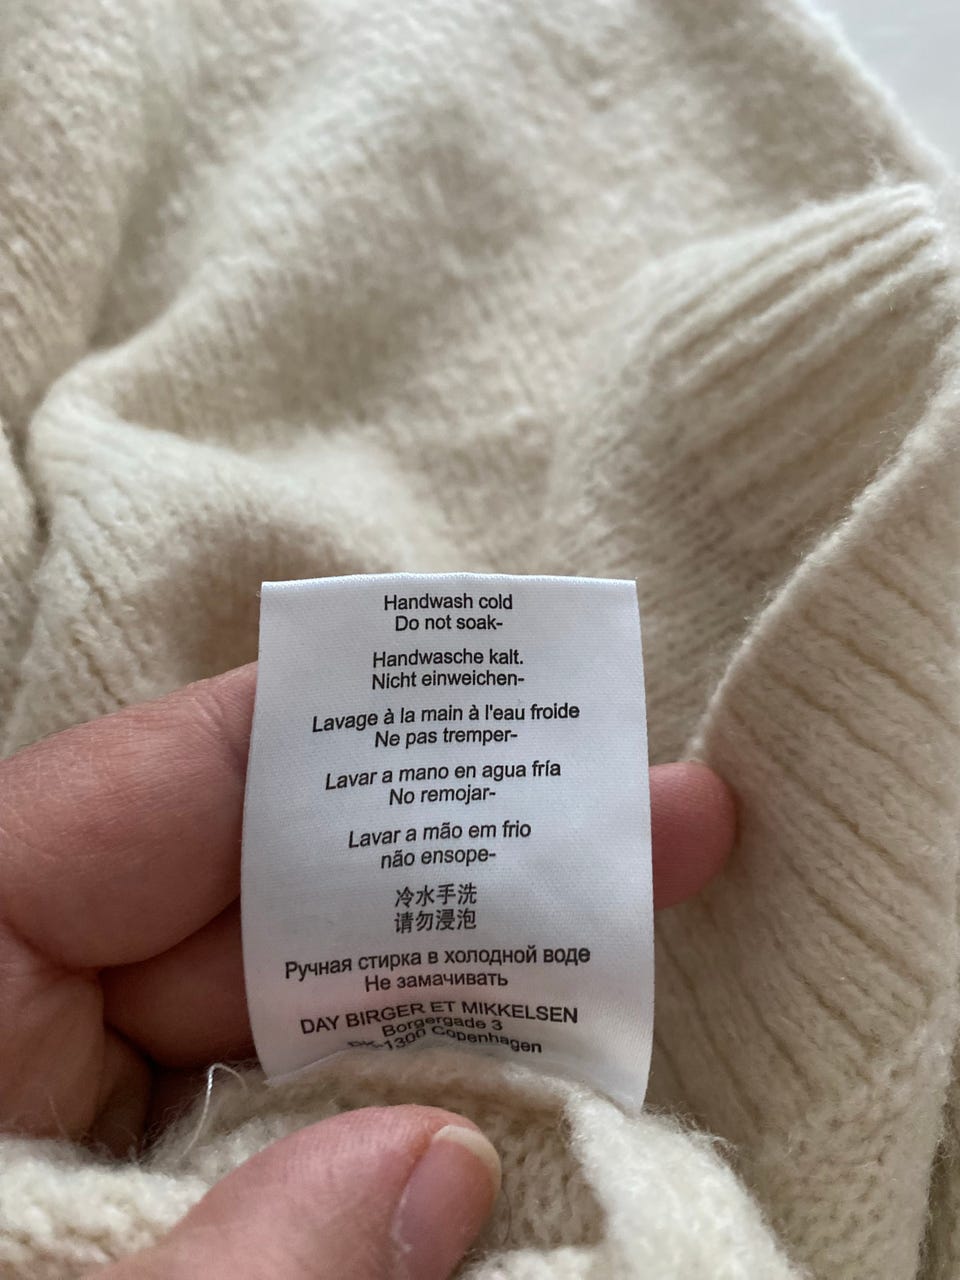 Handwash cold
Do not soak-
Handwasche kalt.
Nicht einweichen-
Lavage à la main à l'eau froide
Ne pas tremper-
Lavar a mano en agua fría
No remojar-
Lavar a mão em frio
não ensope-
冷水手洗
请勿浸泡
Ручная стирка в холодной воде
Не замачивать
DAY BIRGER ET MIKKELSEN
Borgergade 3
DK-1300 Copenhagen